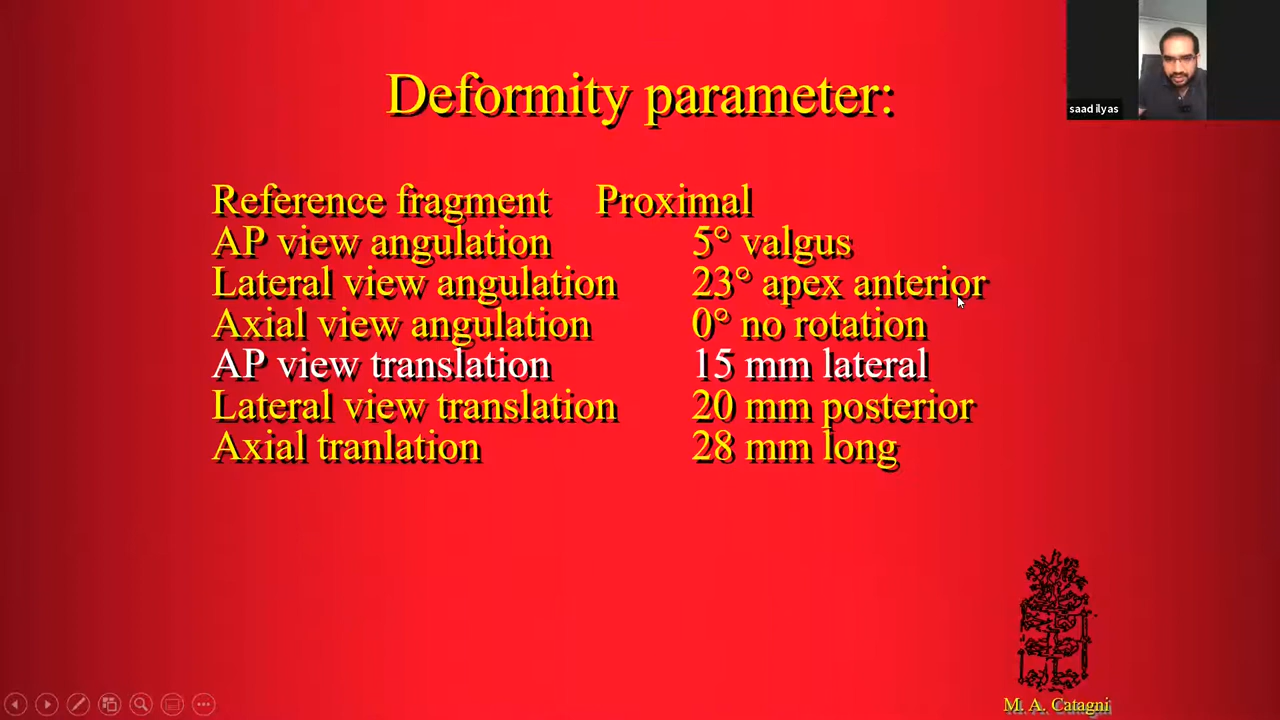 Deformity parameter:
saad ilyas
Reference fragment Proximal
AP view angulation 5° valgus
Lateral view angulation 23° apex anterior
Axial view angulation 0° no rotation
AP view translation 15 mm lateral
Lateral view translation 20 mm posterior
Axial tranlation 28 mm long
M. A. Catagni